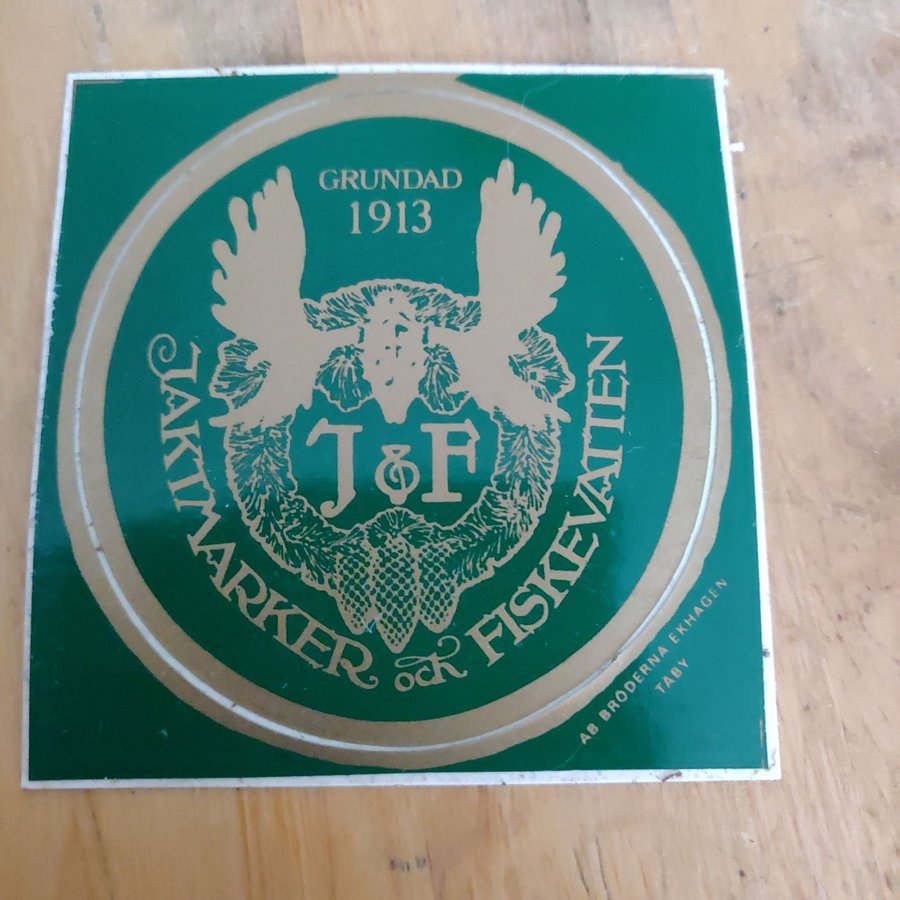 GRUNDAD
1913
J & F
JAKTMARKER och FISKEVATTEN
AB BRÖDERNA EKHAGEN
TÄBY